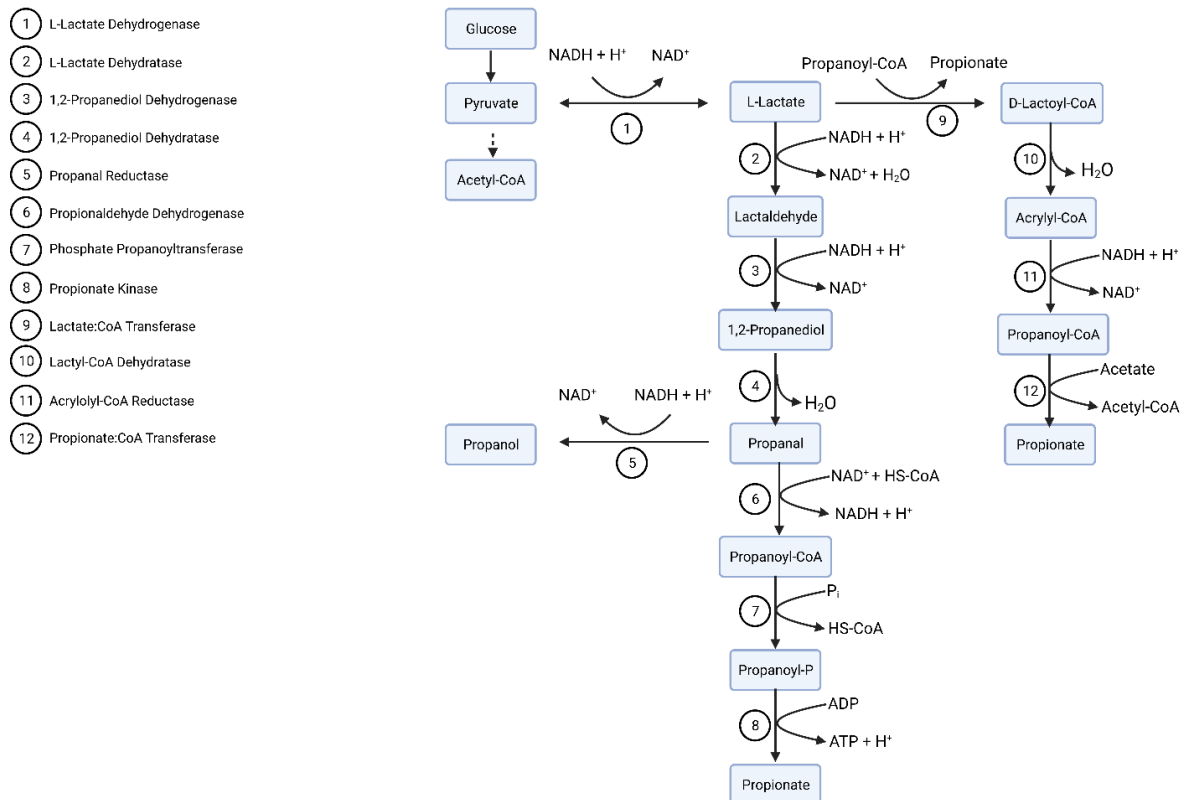 1 L-Lactate Dehydrogenase
2 L-Lactate Dehydratase
3 1,2-Propanediol Dehydrogenase
4 1,2-Propanediol Dehydratase
5 Propanal Reductase
6 Propionaldehyde Dehydrogenase
7 Phosphate Propanoyltransferase
8 Propionate Kinase
9 Lactate:CoA Transferase
10 Lactyl-CoA Dehydratase
11 Acrylolyl-CoA Reductase
12 Propionate:CoA Transferase
Glucose
Pyruvate
Acetyl-CoA
NADH + H⁺
NAD⁺
1
L-Lactate
Propanoyl-CoA
Propionate
9
D-Lactoyl-CoA
2
NADH + H⁺
NAD⁺ + H₂O
Lactaldehyde
3
NADH + H⁺
NAD⁺
1,2-Propanediol
4
H₂O
Propanal
NAD⁺
NADH + H⁺
5
Propanol
6
NAD⁺ + HS-CoA
NADH + H⁺
Propanoyl-CoA
7
Pᵢ
HS-CoA
Propanoyl-P
8
ADP
ATP + H⁺
Propionate
10
H₂O
Acrylyl-CoA
11
NADH + H⁺
NAD⁺
Propanoyl-CoA
12
Acetate
Acetyl-CoA
Propionate